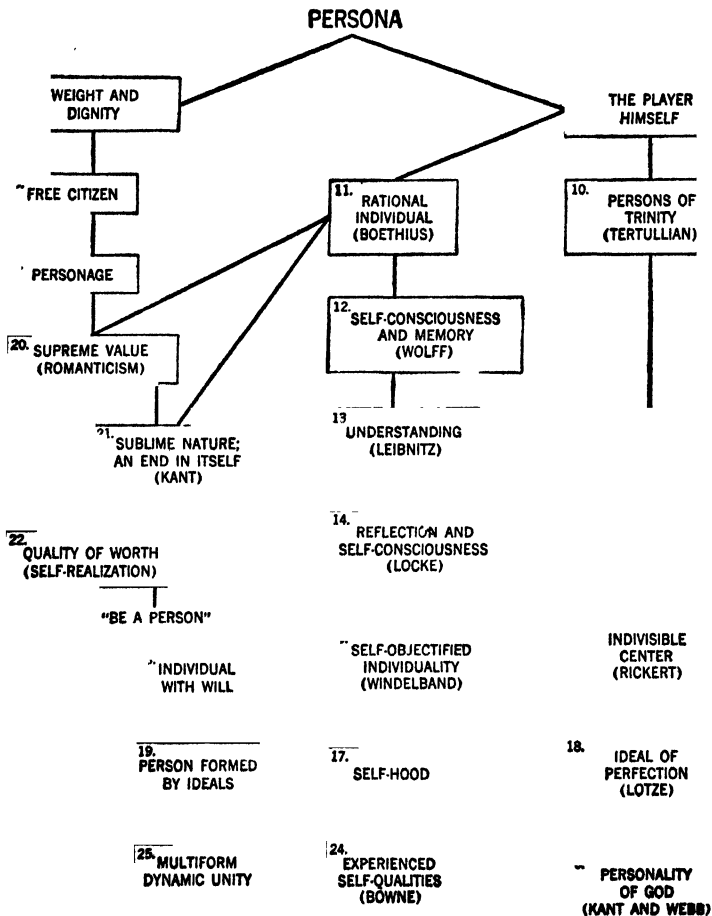 PERSONA
WEIGHT AND
DIGNITY
THE PLAYER
HIMSELF
FREE CITIZEN
11.
RATIONAL
INDIVIDUAL
(BOETHIUS)
10.
PERSONS OF
TRINITY
(TERTULLIAN)
PERSONAGE
12.
SELF-CONSCIOUSNESS
AND MEMORY
(WOLFF)
20.
SUPREME VALUE
(ROMANTICISM)
21.
SUBLIME NATURE;
AN END IN ITSELF
(KANT)
13
UNDERSTANDING
(LEIBNITZ)
22.
QUALITY OF WORTH
(SELF-REALIZATION)
14.
REFLECTION AND
SELF-CONSCIOUSNESS
(LOCKE)
"BE A PERSON"
INDIVIDUAL
WITH WILL
SELF-OBJECTIFIED
INDIVIDUALITY
(WINDELBAND)
INDIVISIBLE
CENTER
(RICKERT)
19.
PERSON FORMED
BY IDEALS
17.
SELF-HOOD
18.
IDEAL OF
PERFECTION
(LOTZE)
25.
MULTIFORM
DYNAMIC UNITY
24.
EXPERIENCED
SELF-QUALITIES
(BOWNE)
PERSONALITY
OF GOD
(KANT AND WEBB)